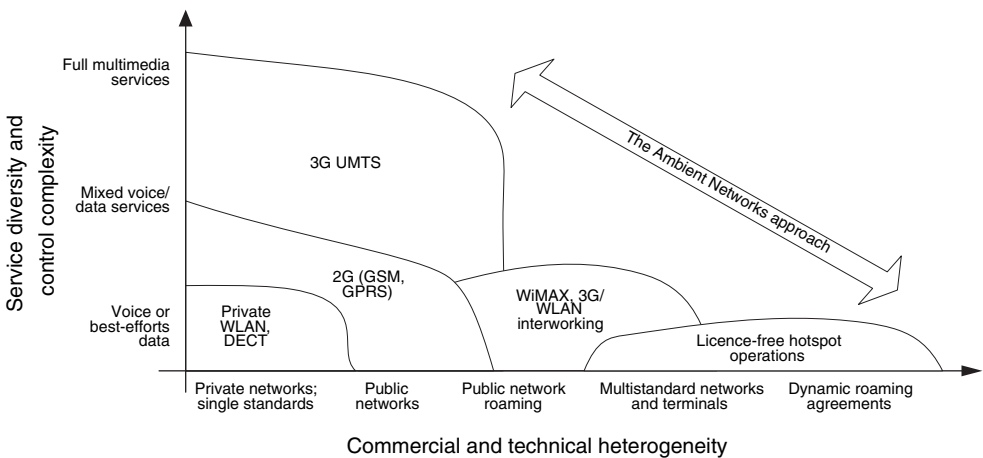 Service diversity and
control complexity
Full multimedia
services
Mixed voice/
data services
Voice or
best-efforts
data
3G UMTS
The Ambient Networks approach
2G (GSM,
GPRS)
Private
WLAN,
DECT
WiMAX, 3G/
WLAN
interworking
Licence-free hotspot
operations
Private networks;
single standards
Public
networks
Public network
roaming
Multistandard networks
and terminals
Dynamic roaming
agreements
Commercial and technical heterogeneity